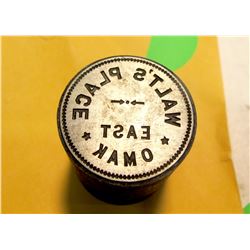 WALT'S PLACE
EAST
★ OMAK ★